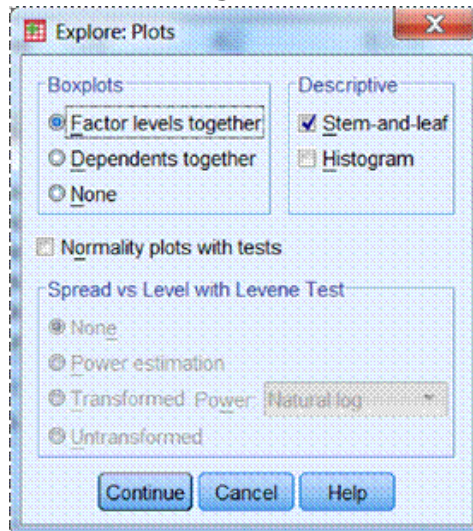 Explore: Plots
Boxplots
Factor levels together
Dependents together
None
Descriptive
Stem-and-leaf
Histogram
Normality plots with tests
Spread vs Level with Levene Test
None
Power estimation
Transformed Power: Natural log
Untransformed
Continue Cancel Help